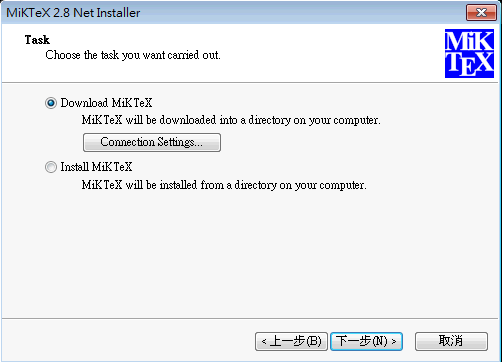 MiKTeX 2.8 Net Installer
Task
Choose the task you want carried out.
MiK
TEX
Download MiKTeX
MiKTeX will be downloaded into a directory on your computer.
Connection Settings...
Install MiKTeX
MiKTeX will be installed from a directory on your computer.
< 上一步(B) 下一步(N) > 取消